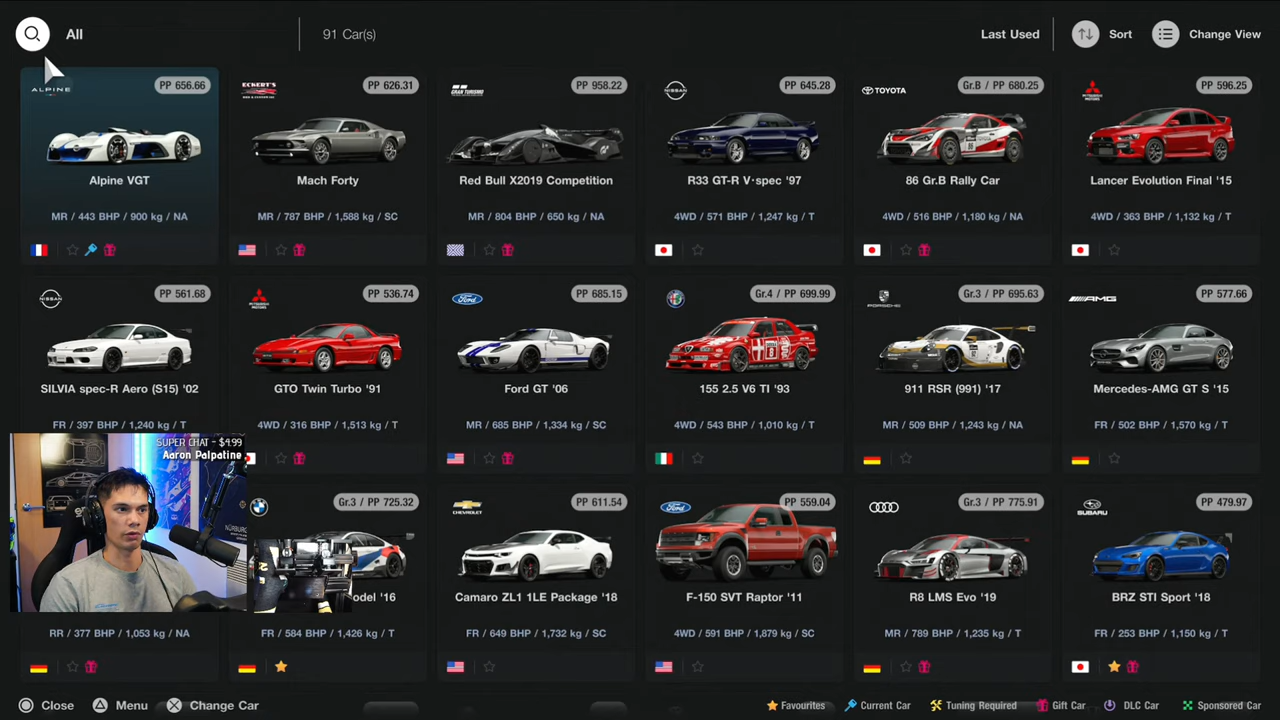 All
91 Car(s)
Last Used
Sort
Change View
ALPINE
PP 656.66
Alpine VGT
MR / 443 BHP / 900 kg / NA
ECKERT'S
PP 626.31
Mach Forty
MR / 787 BHP / 1,588 kg / SC
GRAN TURISMO
PP 958.22
Red Bull X2019 Competition
MR / 804 BHP / 650 kg / NA
NISSAN
PP 645.28
R33 GT-R V·spec '97
4WD / 571 BHP / 1,247 kg / T
TOYOTA
Gr.B / PP 680.25
86 Gr.B Rally Car
4WD / 516 BHP / 1,180 kg / NA
MITSUBISHI
MOTORS
PP 596.25
Lancer Evolution Final '15
4WD / 363 BHP / 1,132 kg / T
NISSAN
PP 561.68
SILVIA spec-R Aero (S15) '02
FR / 397 BHP / 1,240 kg / T
MITSUBISHI
MOTORS
PP 536.74
GTO Twin Turbo '91
4WD / 316 BHP / 1,513 kg / T
Ford
PP 685.15
Ford GT '06
MR / 685 BHP / 1,334 kg / SC
Gr.4 / PP 699.99
155 2.5 V6 TI '93
4WD / 543 BHP / 1,010 kg / T
PORSCHE
Gr.3 / PP 695.63
911 RSR (991) '17
MR / 509 BHP / 1,243 kg / NA
AMG
PP 577.66
Mercedes-AMG GT S '15
FR / 502 BHP / 1,570 kg / T
SUPER CHAT - $4.99
Aaron Palpatine
RR / 377 BHP / 1,053 kg / NA
Gr.3 / PP 725.32
odel '16
FR / 584 BHP / 1,426 kg / T
CHEVROLET
PP 611.54
Camaro ZL1 1LE Package '18
FR / 649 BHP / 1,732 kg / SC
Ford
PP 559.04
F-150 SVT Raptor '11
4WD / 591 BHP / 1,879 kg / SC
Gr.3 / PP 775.91
R8 LMS Evo '19
MR / 789 BHP / 1,235 kg / T
SUBARU
PP 479.97
BRZ STI Sport '18
FR / 253 BHP / 1,150 kg / T
Close
Menu
Change Car
Favourites
Current Car
Tuning Required
Gift Car
DLC Car
Sponsored Car